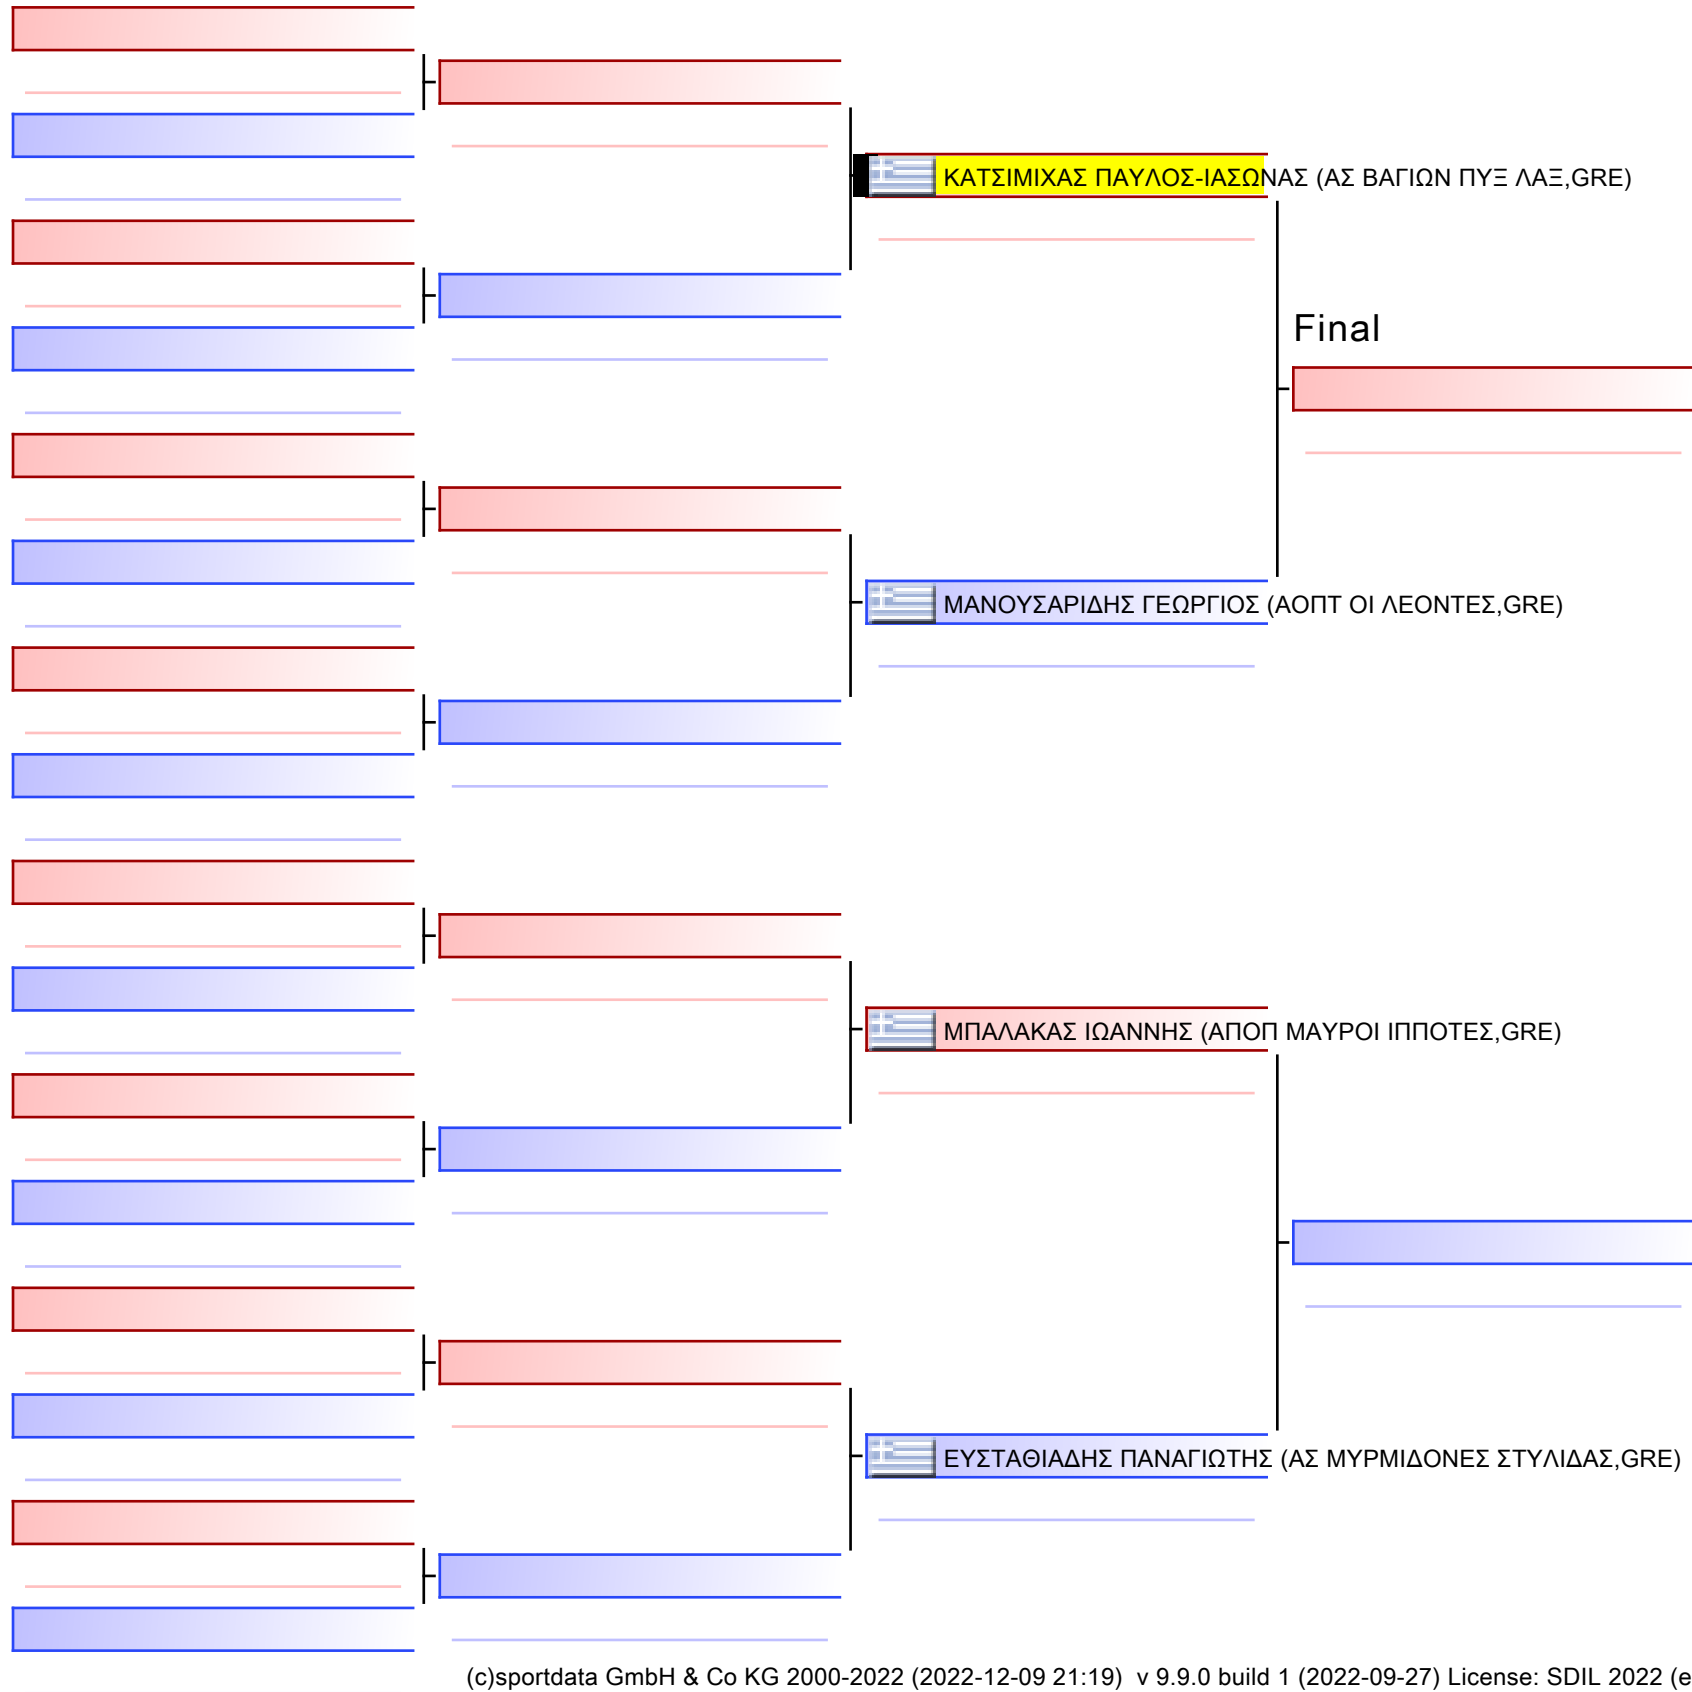 ΚΑΤΣΙΜΙΧΑΣ ΠΑΥΛΟΣ-ΙΑΣΩΝΑΣ (ΑΣ ΒΑΓΙΩΝ ΠΥΞ ΛΑΞ,GRE)
Final
ΜΑΝΟΥΣΑΡΙΔΗΣ ΓΕΩΡΓΙΟΣ (ΑΟΠΤ ΟΙ ΛΕΟΝΤΕΣ,GRE)
ΜΠΑΛΑΚΑΣ ΙΩΑΝΝΗΣ (ΑΠΟΠ ΜΑΥΡΟΙ ΙΠΠΟΤΕΣ,GRE)
ΕΥΣΤΑΘΙΑΔΗΣ ΠΑΝΑΓΙΩΤΗΣ (ΑΣ ΜΥΡΜΙΔΟΝΕΣ ΣΤΥΛΙΔΑΣ,GRE)
(c)sportdata GmbH & Co KG 2000-2022 (2022-12-09 21:19) v 9.9.0 build 1 (2022-09-27) License: SDIL 2022 (e